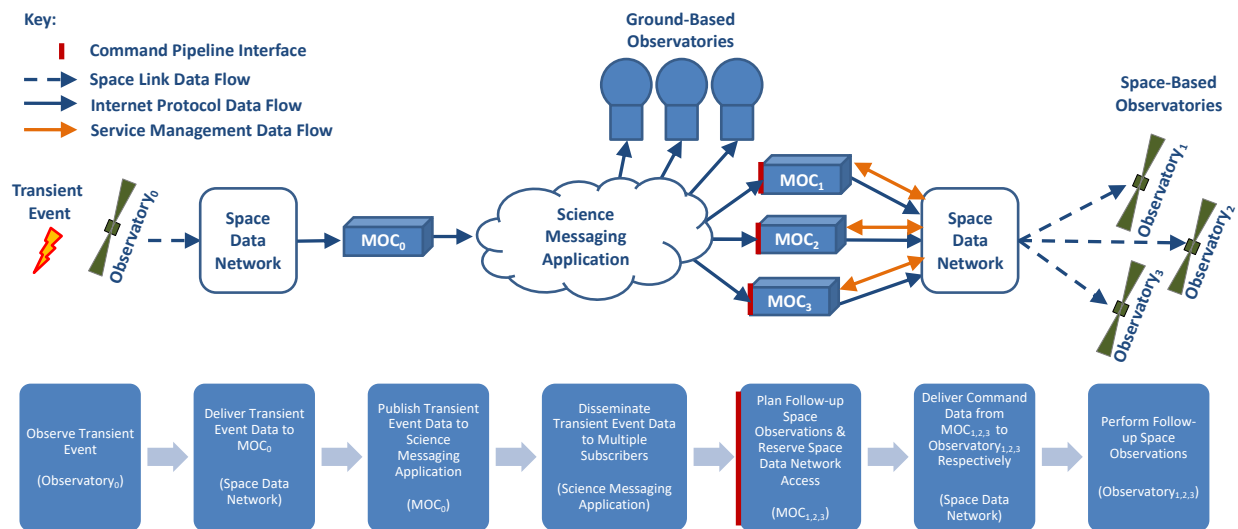 Key:
Command Pipeline Interface
Space Link Data Flow
Internet Protocol Data Flow
Service Management Data Flow
Ground-Based
Observatories
Space-Based
Observatories
Transient
Event
Observatory₀
Space
Data
Network
MOC₀
Science
Messaging
Application
MOC₁
MOC₂
MOC₃
Space
Data
Network
Observatory₁
Observatory₂
Observatory₃
Observe Transient
Event
(Observatory₀)
Deliver Transient
Event Data to
MOC₀
(Space Data
Network)
Publish Transient
Event Data to
Science
Messaging
Application
(MOC₀)
Disseminate
Transient Event Data
to Multiple
Subscribers
(Science Messaging
Application)
Plan Follow-up
Space
Observations &
Reserve Space
Data Network
Access
(MOC₁,₂,₃)
Deliver Command
Data from
MOC₁,₂,₃ to
Observatory₁,₂,₃
Respectively
(Space Data
Network)
Perform Follow-
up Space
Observations
(Observatory₁,₂,₃)